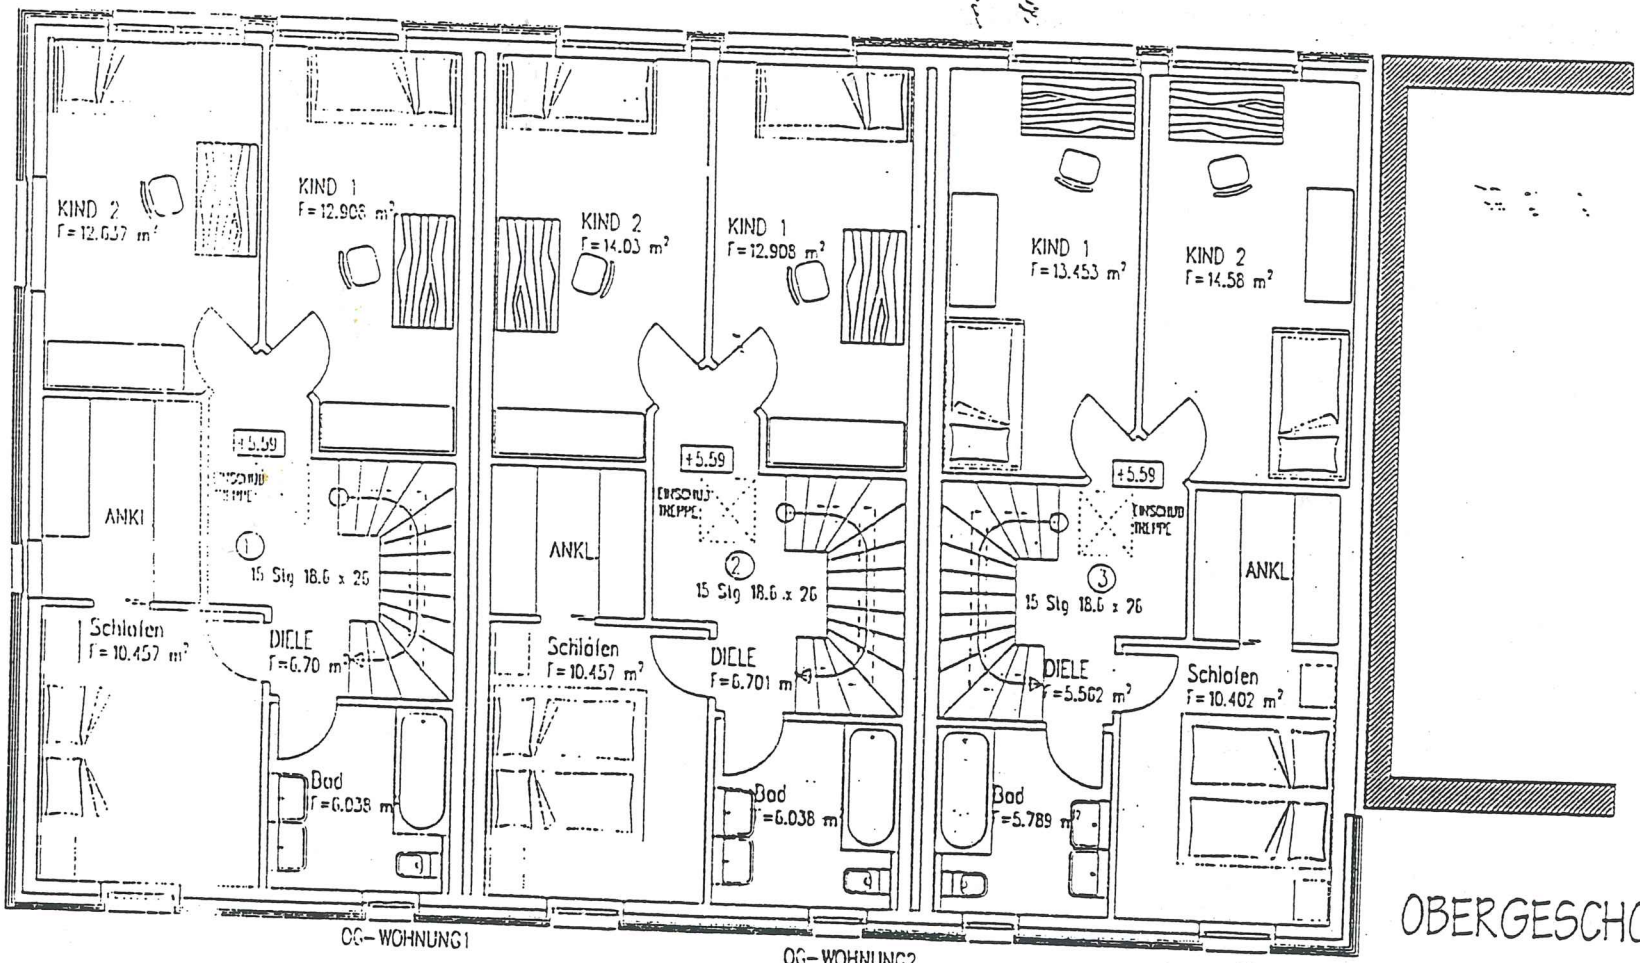 KIND 2
F=12.637 m²
KIND 1
F=12.908 m²
KIND 2
F=14.03 m²
KIND 1
F=12.908 m²
KIND 1
F=13.453 m²
KIND 2
F=14.58 m²
+5.59
TREPPE
ANKL
1
15 Stg 18.6 x 26
Schlafen
F=10.457 m²
DIELE
F=6.70 m²
Bad
F=6.038 m
+5.59
EINSCHUB
TREPPE
ANKL.
2
15 Stg 18.6 x 26
Schlafen
F=10.457 m²
DIELE
F=6.701 m
Bad
F=6.038 m²
+5.59
EINSCHUB
TREPPE
ANKL
3
15 Stg 18.6 x 26
DIELE
F=5.562 m²
Schlafen
F=10.402 m²
Bad
F=5.789 m²
OG-WOHNUNG1
OG-WOHNUNG2
OBERGESCHO